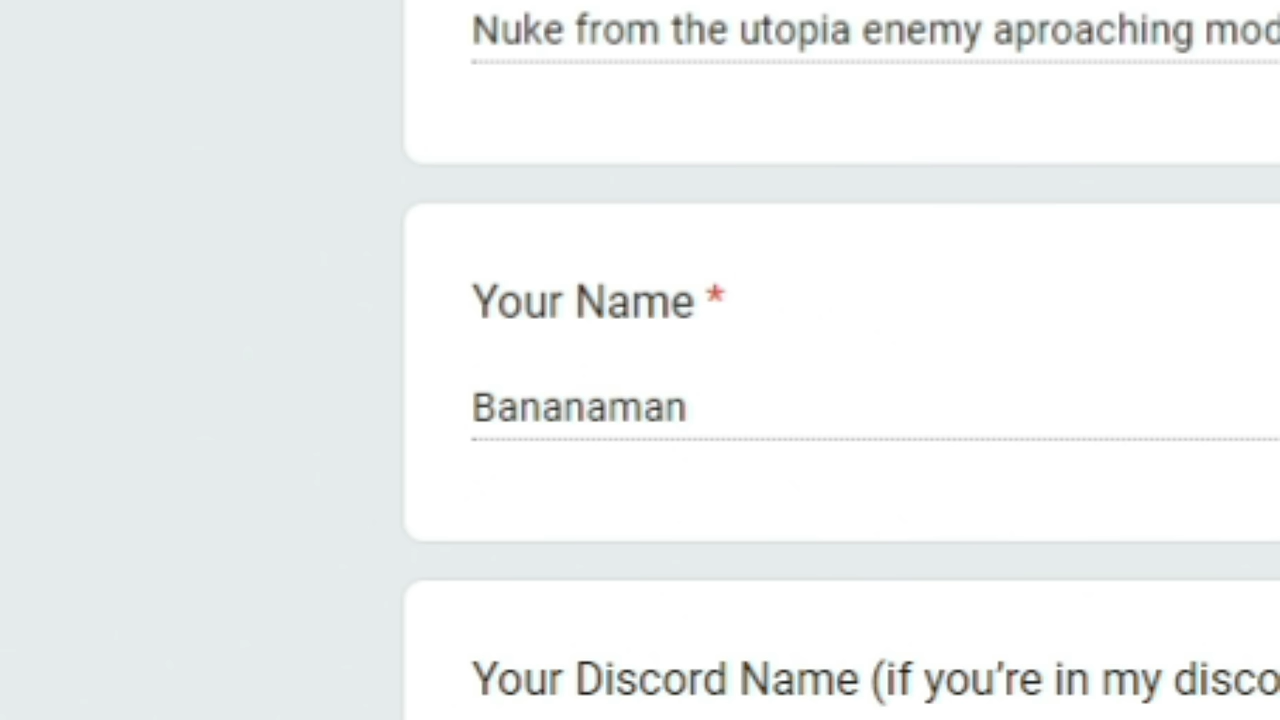 Nuke from the utopia enemy aproaching mod
Your Name *
Bananaman
Your Discord Name (if you're in my disco